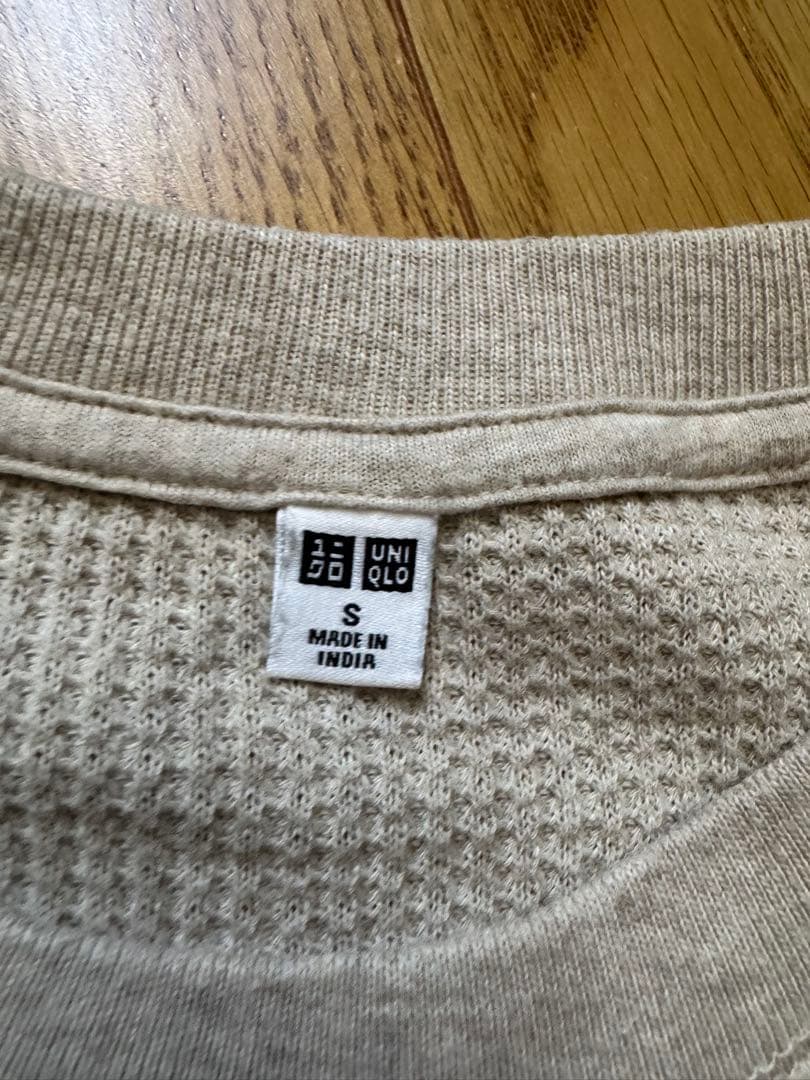 ユニ クロ
UNI QLO
S
MADE IN
INDIA